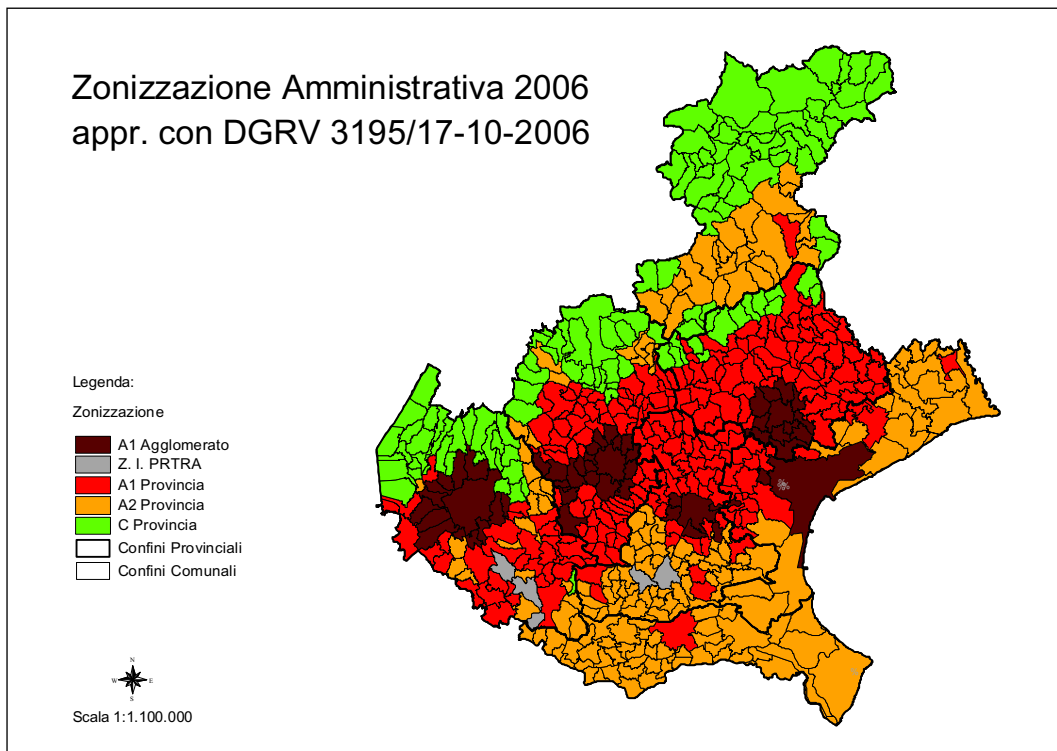 Zonizzazione Amministrativa 2006
appr. con DGRV 3195/17-10-2006
Legenda:
Zonizzazione
A1 Agglomerato
Z. I. PRTRA
A1 Provincia
A2 Provincia
C Provincia
Confini Provinciali
Confini Comunali
N
W E
S
Scala 1:1.100.000